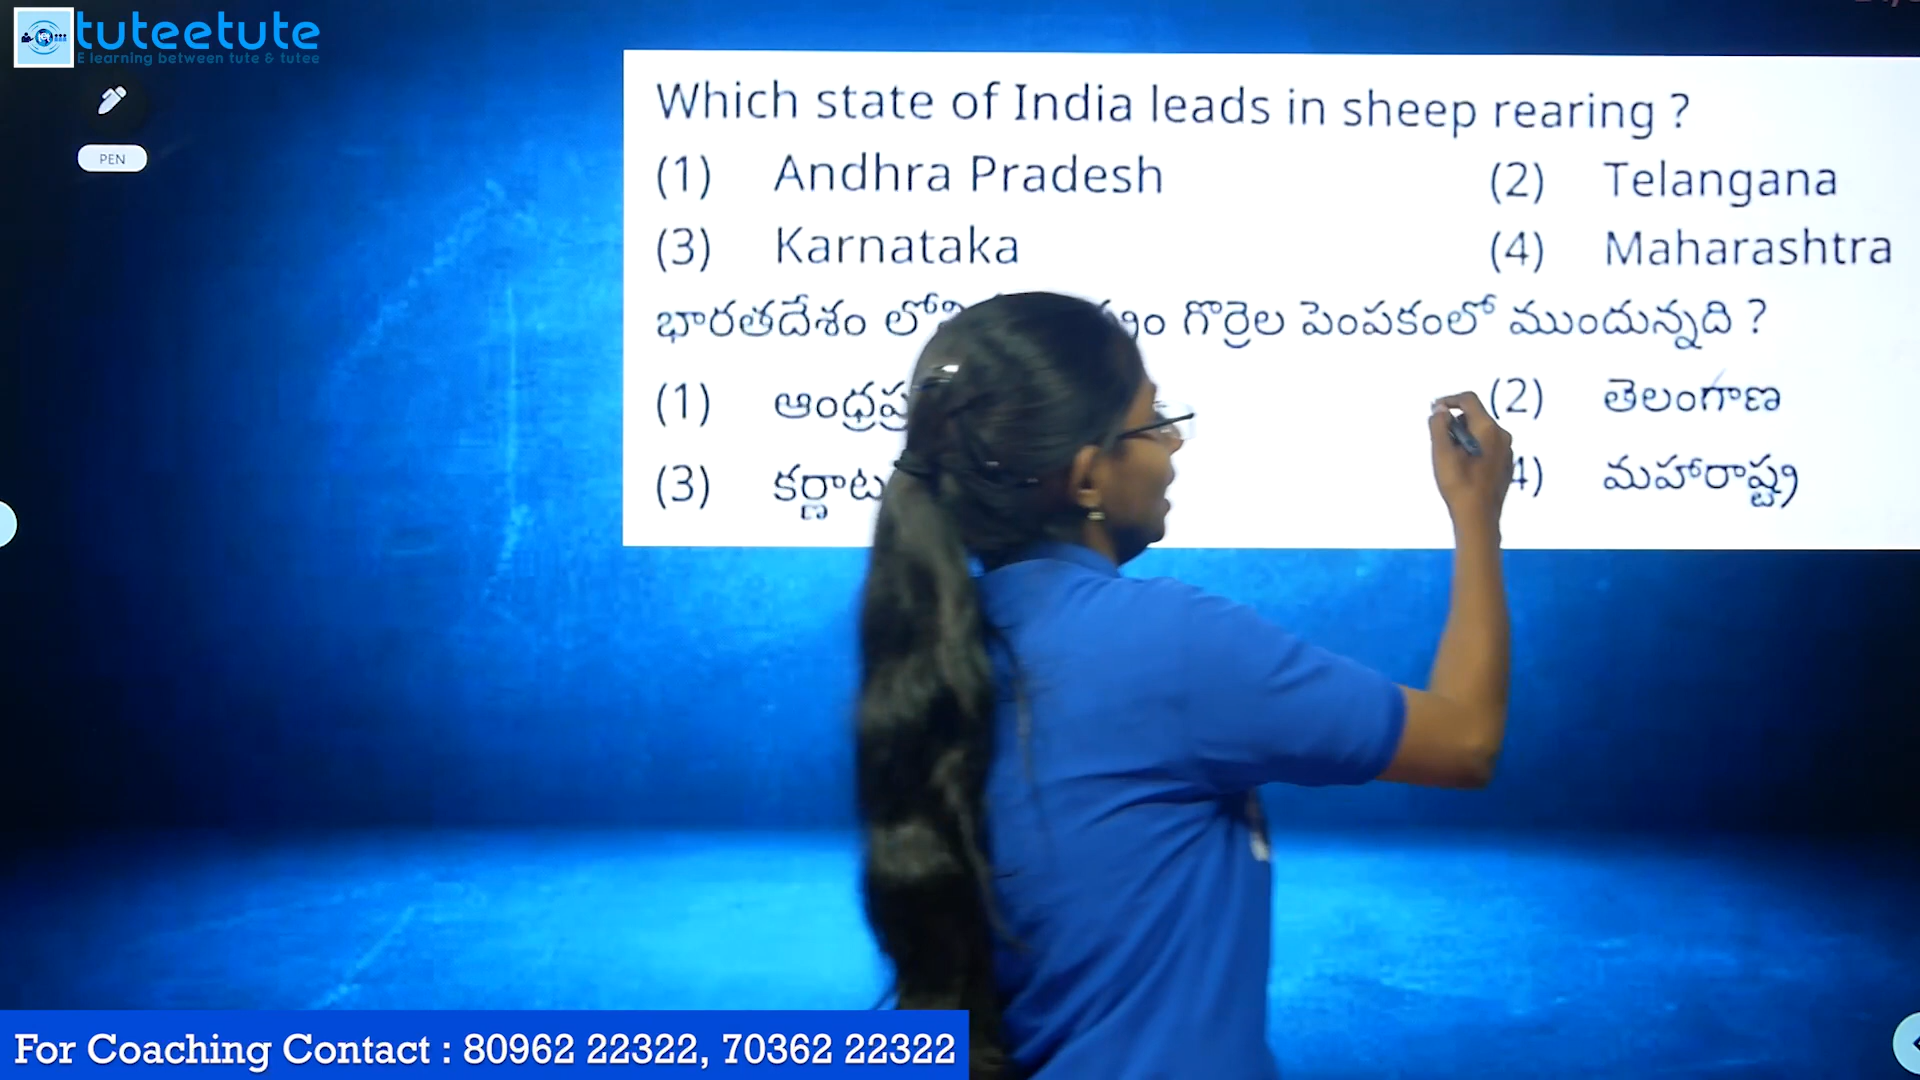 tuteetute
E learning between tute & tutee
PEN
Which state of India leads in sheep rearing ?
(1) Andhra Pradesh (2) Telangana
(3) Karnataka (4) Maharashtra
భారతదేశం గొర్రెల పెంపకంలో ముందున్నది ?
(1) (2) తెలంగాణ
(3) 4) మహారాష్ట్ర
For Coaching Contact : 80962 22322, 70362 22322